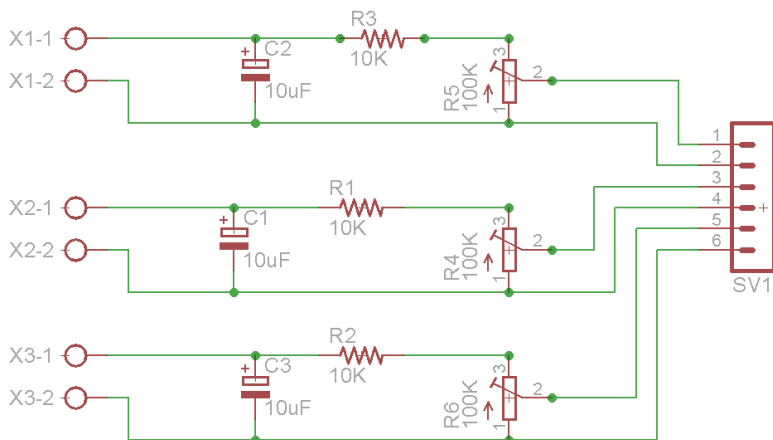 R3
X1-1
+
C2
10K
3
X1-2
10uF
R5
100K
2
1
1
2
3
4
+
5
6
SV1
R1
X2-1
+
C1
10K
3
X2-2
10uF
R4
100K
2
1
R2
X3-1
+
C3
10K
3
X3-2
10uF
R6
100K
2
1